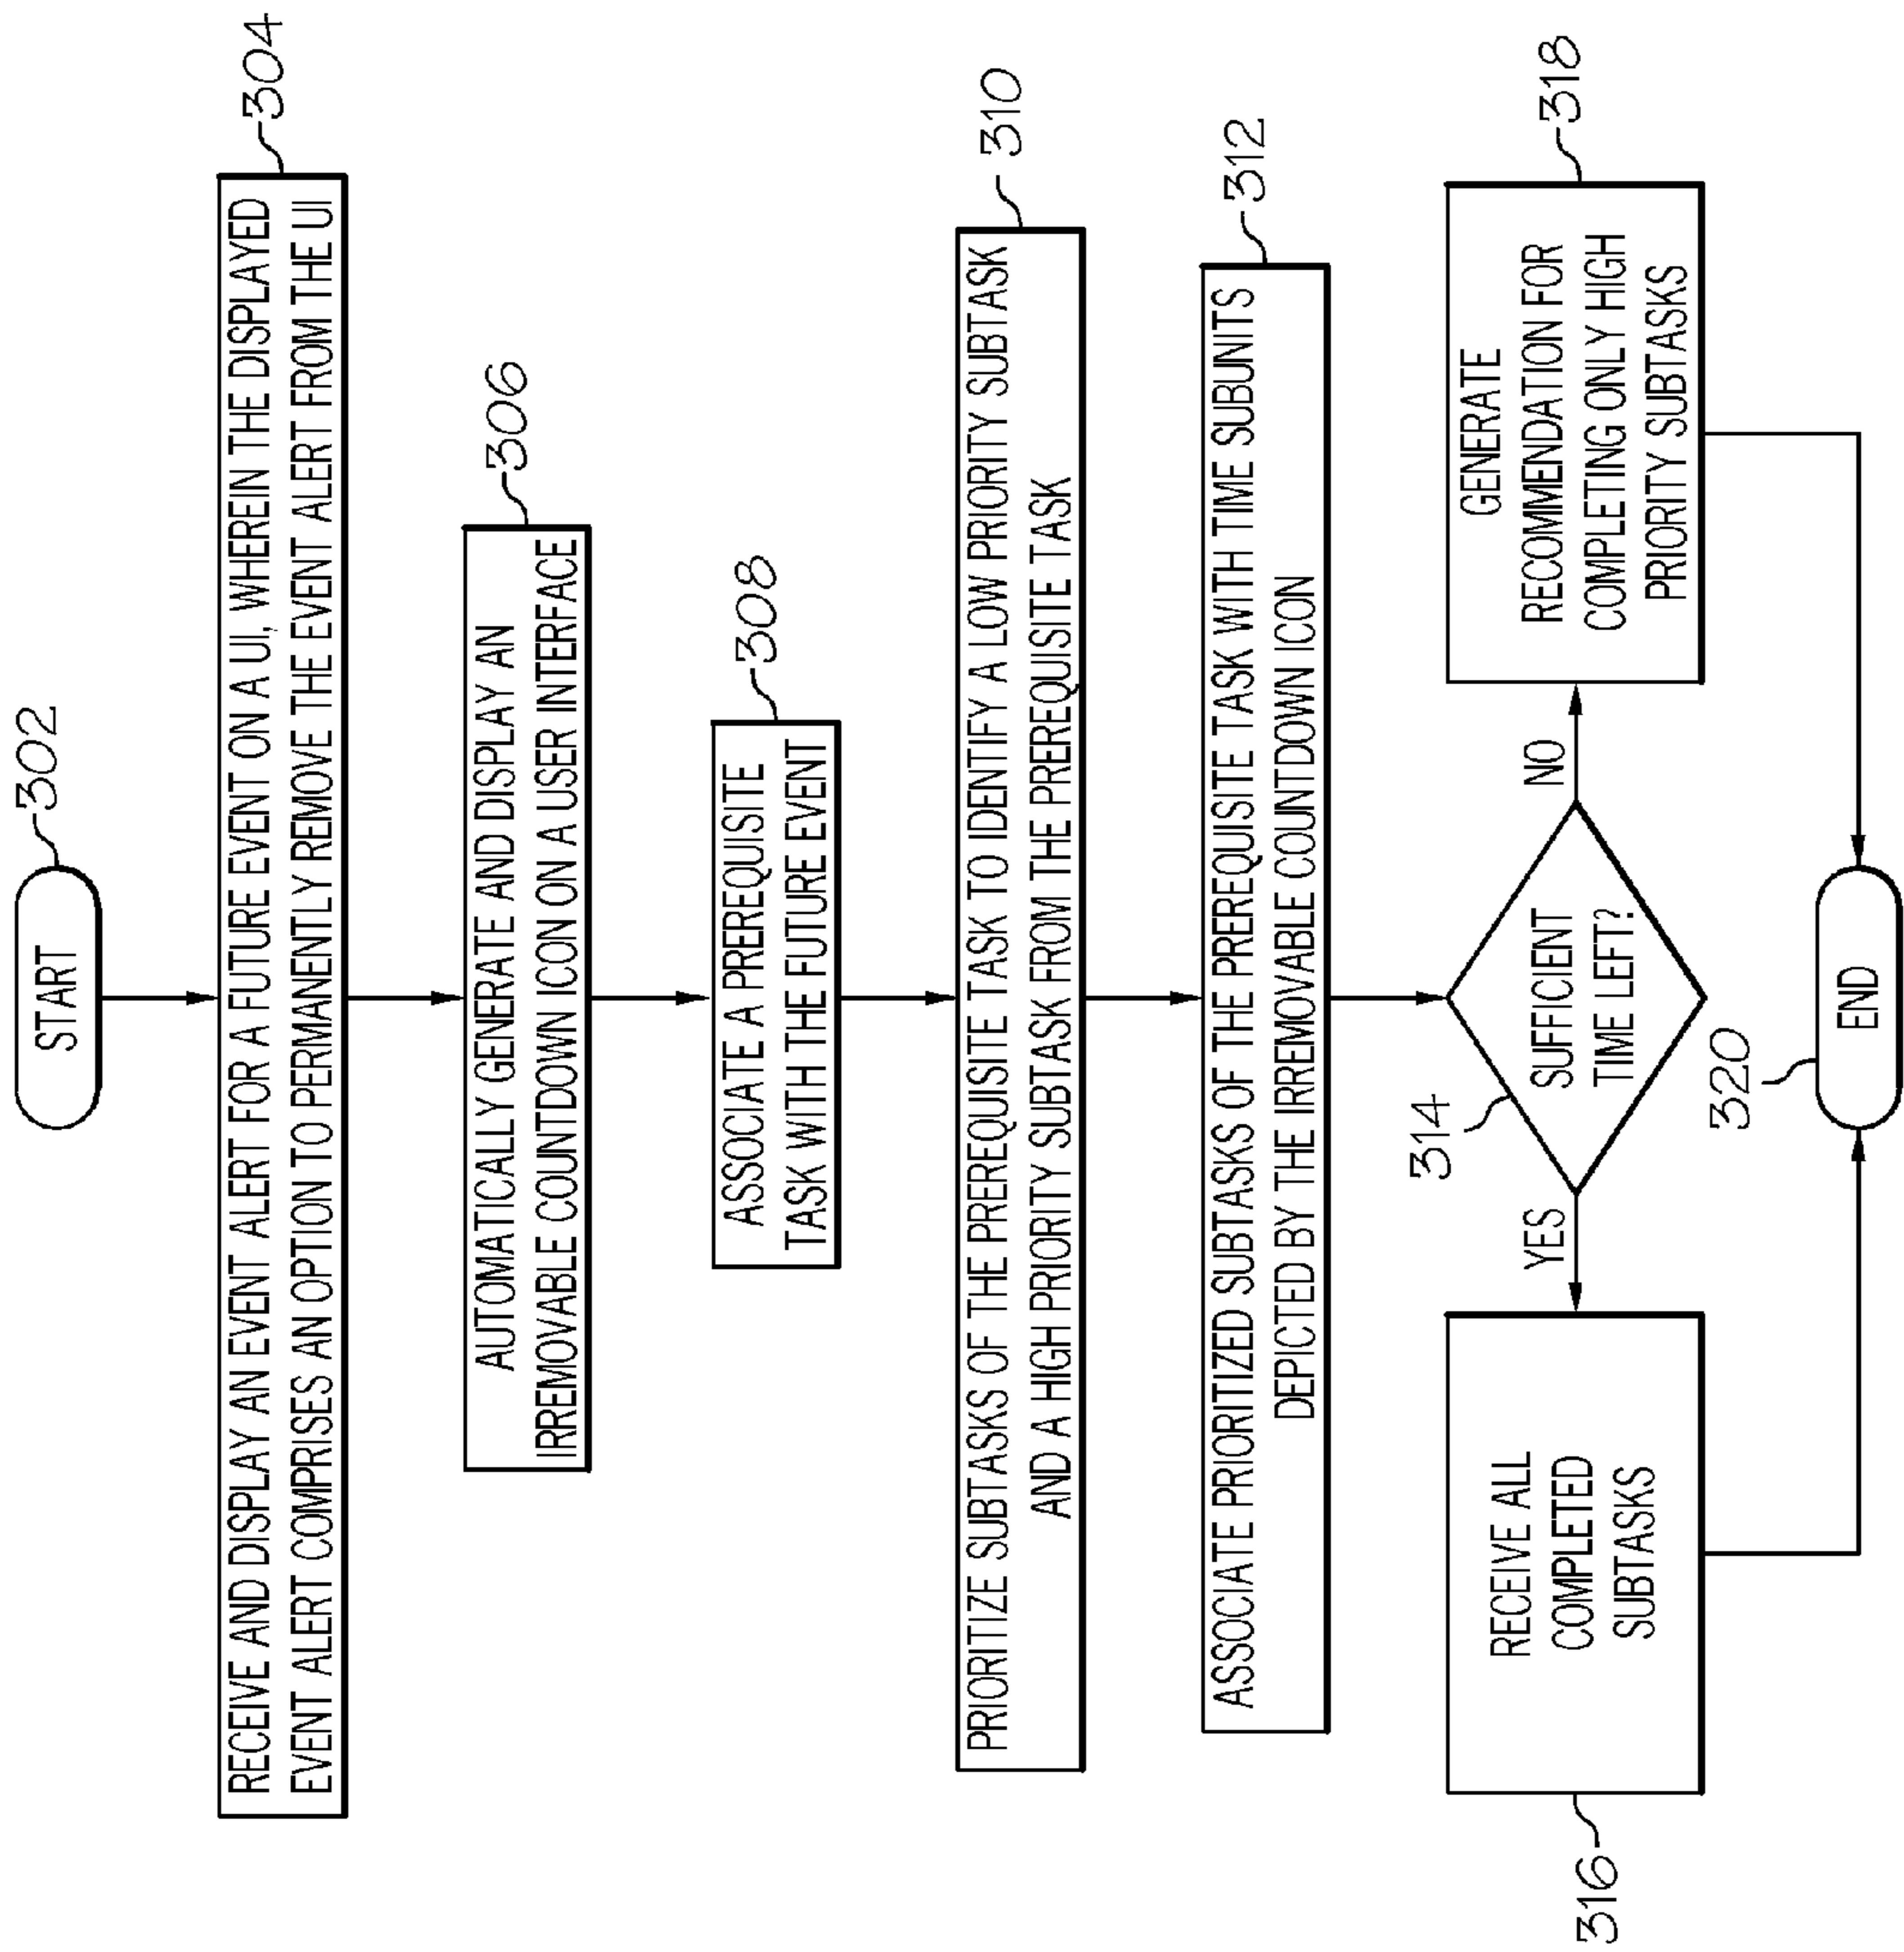 START
302
RECEIVE AND DISPLAY AN EVENT ALERT FOR A FUTURE EVENT ON A UI, WHEREIN THE DISPLAYED
EVENT ALERT COMPRISES AN OPTION TO PERMANENTLY REMOVE THE EVENT ALERT FROM THE UI
304
AUTOMATICALLY GENERATE AND DISPLAY AN
IRREMOVABLE COUNTDOWN ICON ON A USER INTERFACE
306
ASSOCIATE A PREREQUISITE
TASK WITH THE FUTURE EVENT
308
PRIORITIZE SUBTASKS OF THE PREREQUISITE TASK TO IDENTIFY A LOW PRIORITY SUBTASK
AND A HIGH PRIORITY SUBTASK FROM THE PREREQUISITE TASK
310
ASSOCIATE PRIORITIZED SUBTASKS OF THE PREREQUISITE TASK WITH TIME SUBUNITS
DEPICTED BY THE IRREMOVABLE COUNTDOWN ICON
312
314
SUFFICIENT
TIME LEFT?
YES
NO
316
RECEIVE ALL
COMPLETED
SUBTASKS
GENERATE
RECOMMENDATION FOR
COMPLETING ONLY HIGH
PRIORITY SUBTASKS
318
320
END